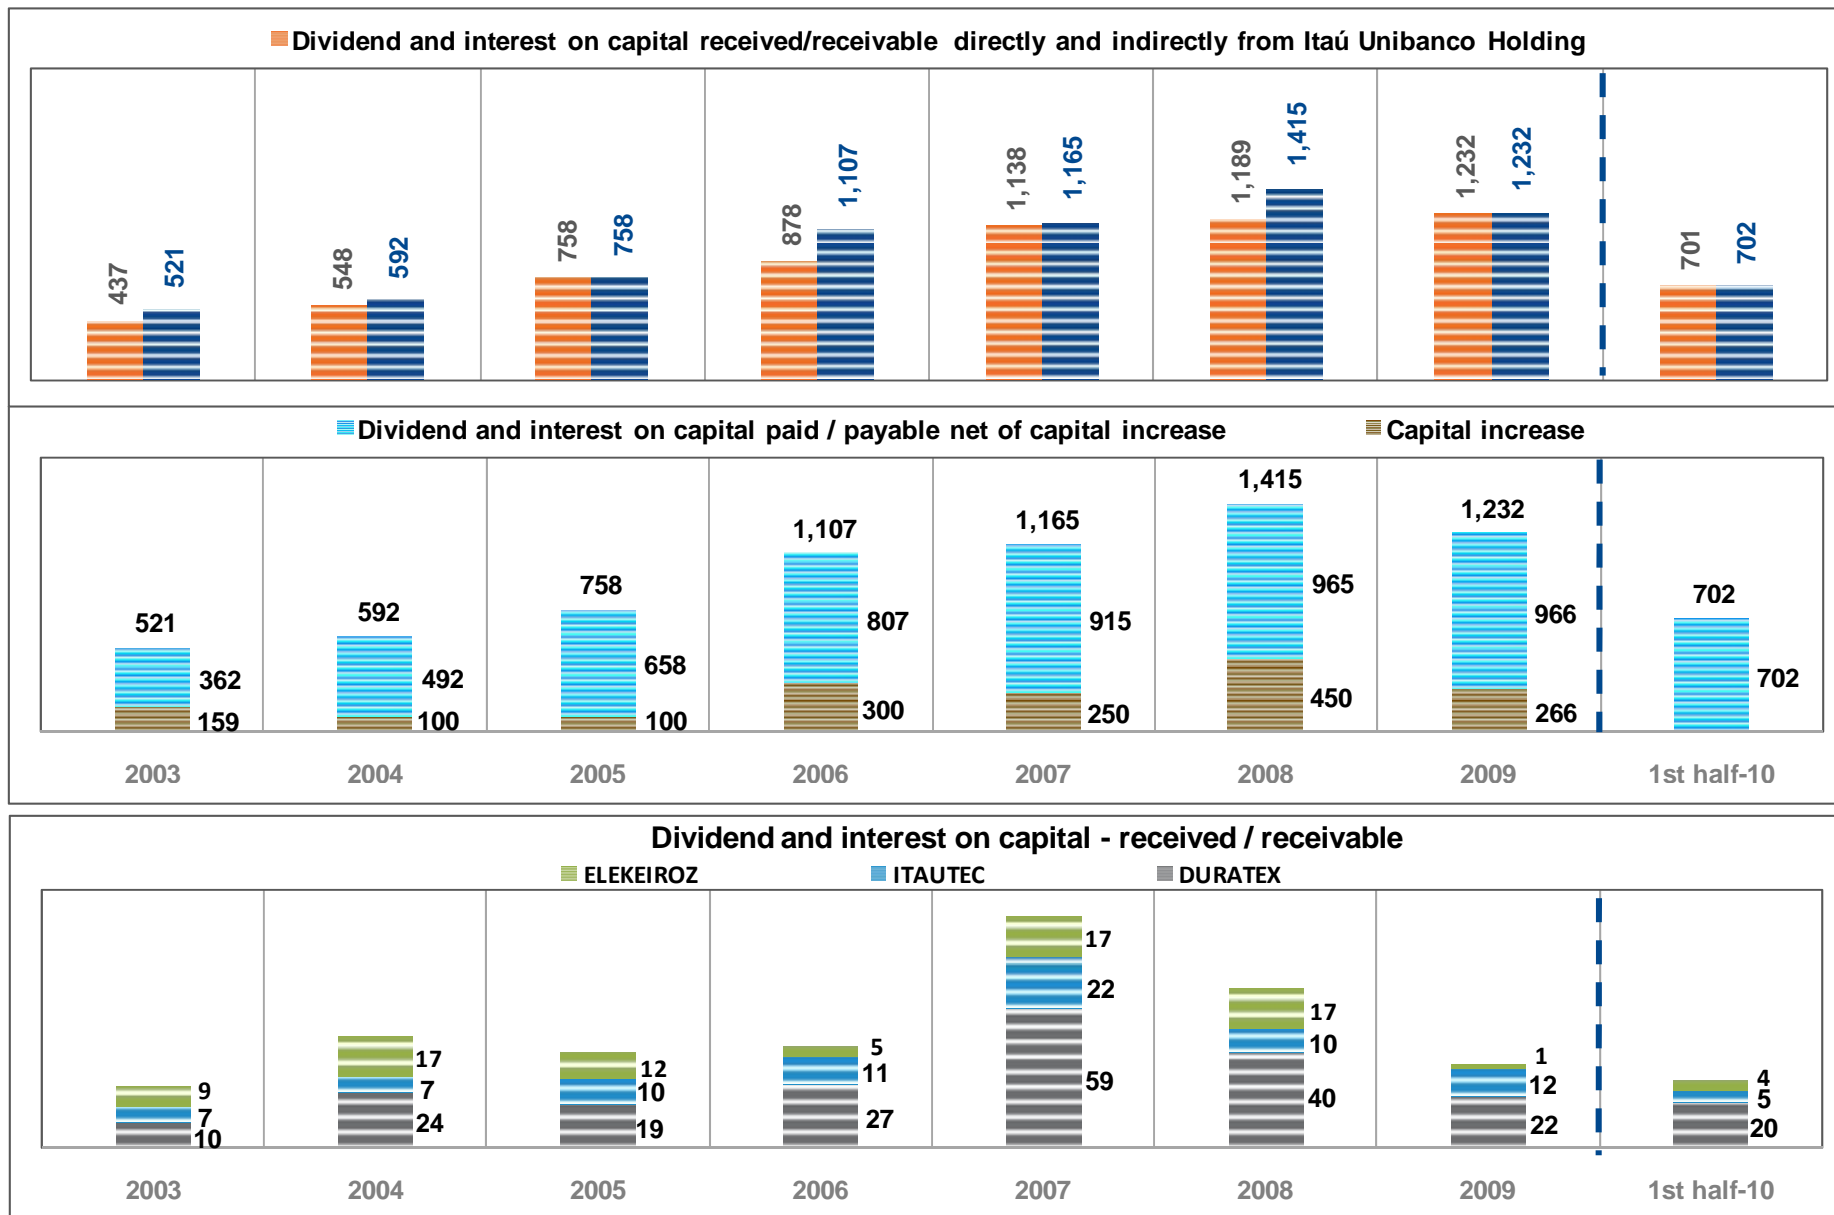 Dividend and interest on capital received/receivable directly and indirectly from Itaú Unibanco Holding
437 521 548 592 758 758 878 1,107 1,138 1,165 1,189 1,415 1,232 1,232 701 702
Dividend and interest on capital paid / payable net of capital increase Capital increase
521 592 758 1,107 1,165 1,415 1,232 702
362 492 658 807 915 965 966 702
159 100 100 300 250 450 266
2003 2004 2005 2006 2007 2008 2009 1st half-10
Dividend and interest on capital - received / receivable
ELEKEIROZ ITAUTEC DURATEX
9 17 12 5 17 17 1 4
7 7 10 11 22 10 12 5
10 24 19 27 59 40 22 20
2003 2004 2005 2006 2007 2008 2009 1st half-10